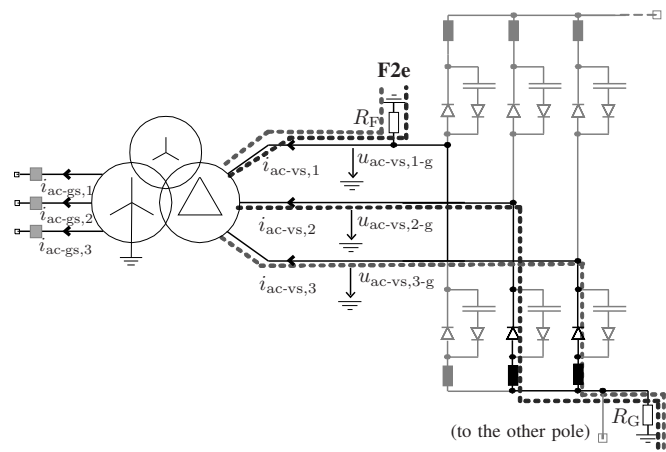 F2e
R_F
i_ac-vs,1
u_ac-vs,1-g
i_ac-gs,1
i_ac-gs,2
i_ac-gs,3
i_ac-vs,2
u_ac-vs,2-g
i_ac-vs,3
u_ac-vs,3-g
(to the other pole)
R_G